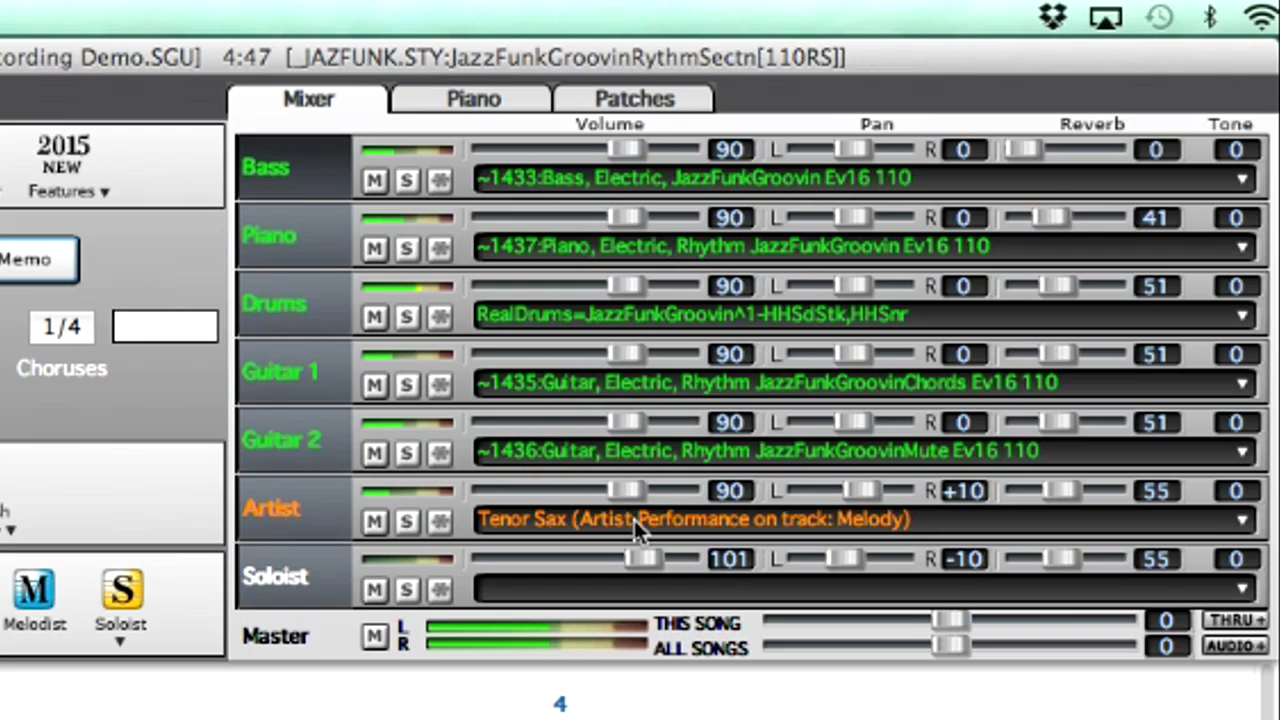 ording Demo.SGU] 4:47 [_JAZFUNK.STY:JazzFunkGroovinRythmSectn[110RS]]
Mixer Piano Patches
Volume Pan Reverb Tone
2015
NEW
Features ▾
Memo
1/4
Choruses
h
Melodist Soloist
Bass 90 L R 0 0 0
M S ~1433:Bass, Electric, JazzFunkGroovin Ev16 110
Piano 90 L R 0 41 0
M S ~1437:Piano, Electric, Rhythm JazzFunkGroovin Ev16 110
Drums 90 L R 0 51 0
M S RealDrums=JazzFunkGroovin^1-HHSdStk,HHSnr
Guitar 1 90 L R 0 51 0
M S ~1435:Guitar, Electric, Rhythm JazzFunkGroovinChords Ev16 110
Guitar 2 90 L R 0 51 0
M S ~1436:Guitar, Electric, Rhythm JazzFunkGroovinMute Ev16 110
Artist 90 L R +10 55 0
M S Tenor Sax (Artist Performance on track: Melody)
Soloist 101 L R -10 55 0
M S
Master M L R
THIS SONG 0 THRU+
ALL SONGS 0 AUDIO+
M S
4